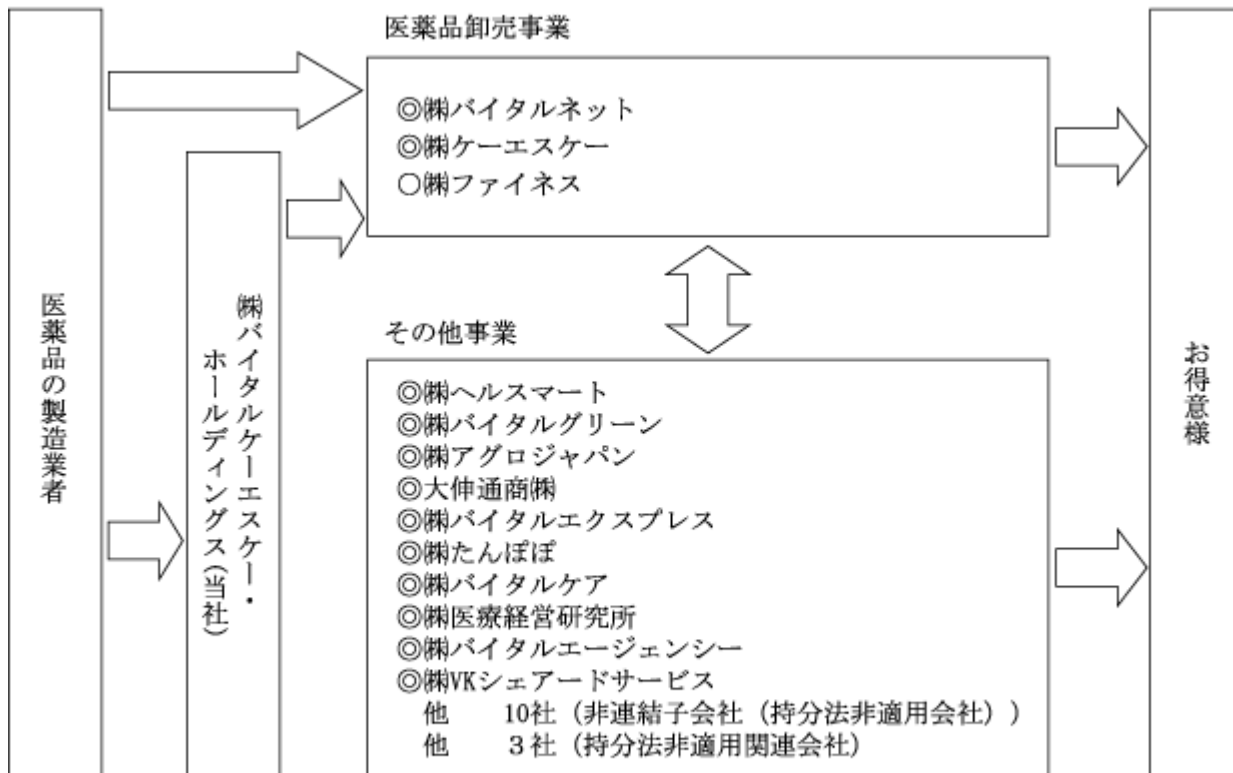 医薬品の製造業者
㈱バイタルケーエスケー・
ホールディングス（当社）
医薬品卸売事業
◎㈱バイタルネット
◎㈱ケーエスケー
○㈱ファイネス
その他事業
◎㈱ヘルスマート
◎㈱バイタルグリーン
◎㈱アグロジャパン
◎大伸通商㈱
◎㈱バイタルエクスプレス
◎㈱たんぽぽ
◎㈱バイタルケア
◎㈱医療経営研究所
◎㈱バイタルエージェンシー
◎㈱VKシェアードサービス
他　　10社（非連結子会社（持分法非適用会社））
他　　３社（持分法非適用関連会社）
お得意様